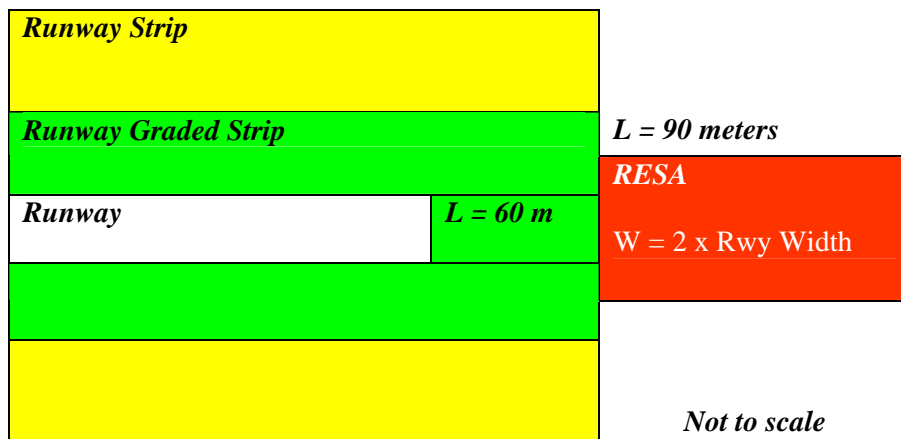 Runway Strip
Runway Graded Strip
L = 90 meters
RESA
Runway
L = 60 m
W = 2 x Rwy Width
Not to scale